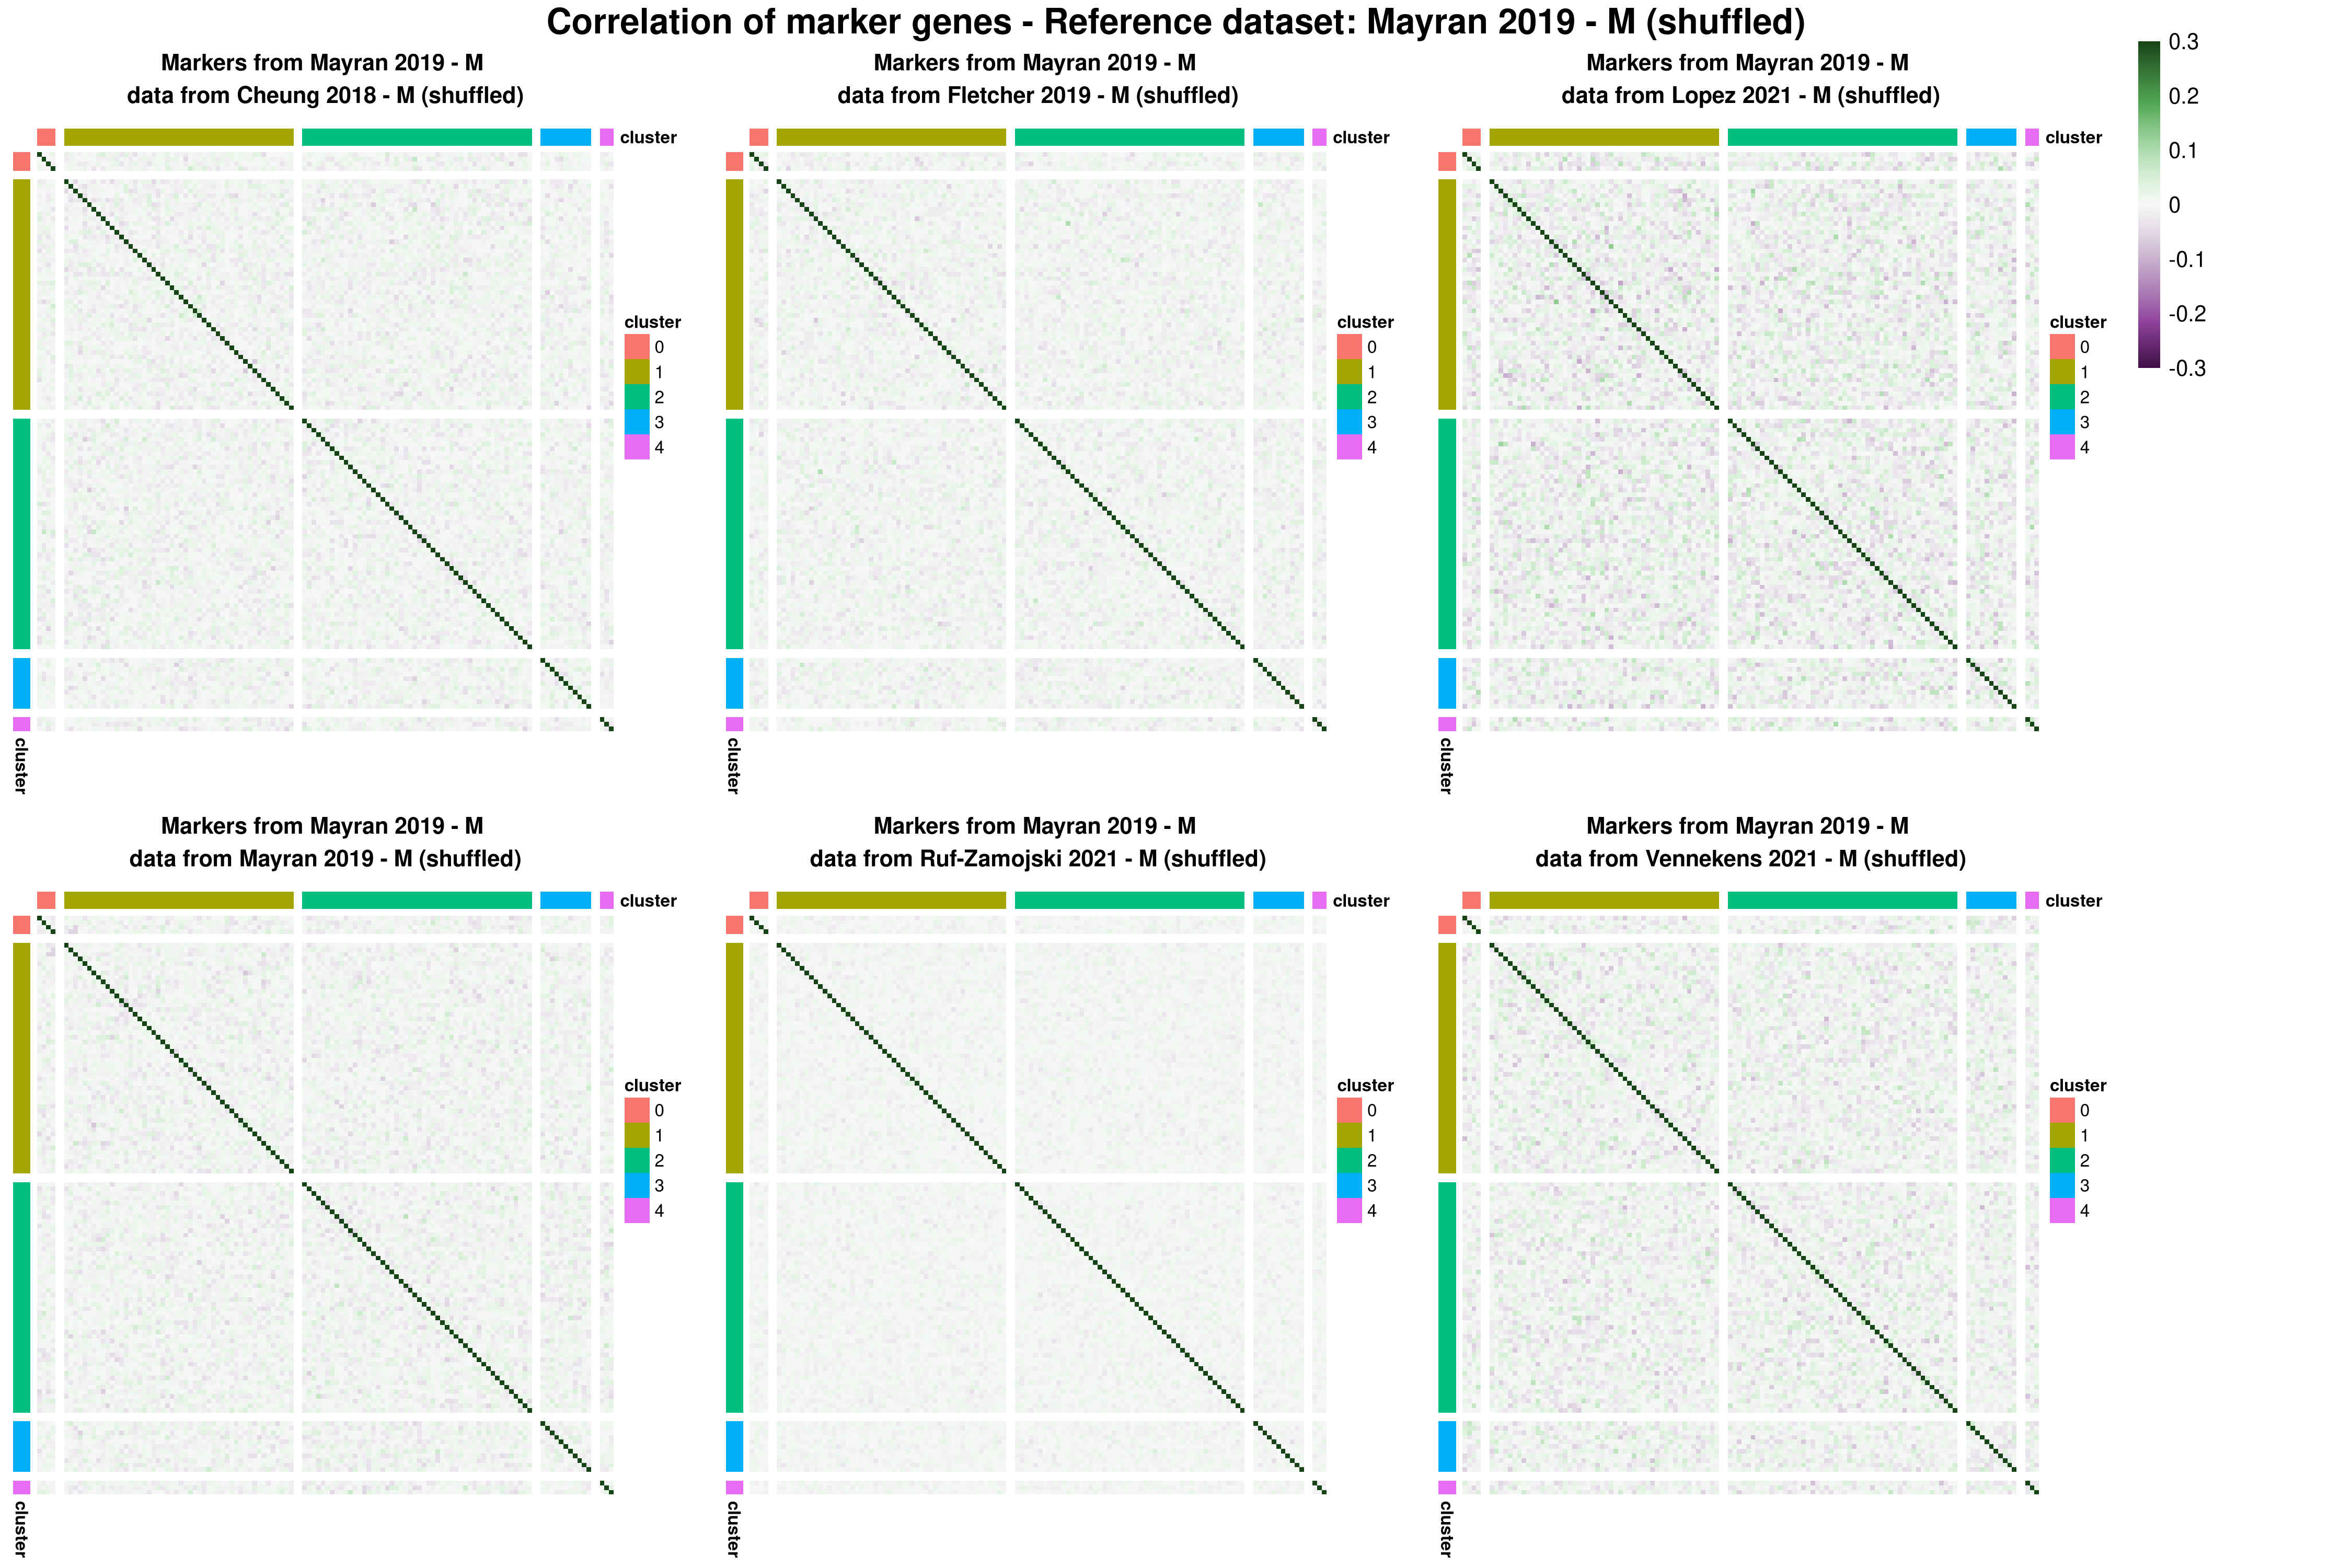 Correlation of marker genes - Reference dataset: Mayran 2019 - M (shuffled)
Markers from Mayran 2019 - M
data from Cheung 2018 - M (shuffled)
cluster
cluster
0
1
2
3
4
cluster
Markers from Mayran 2019 - M
data from Fletcher 2019 - M (shuffled)
cluster
cluster
0
1
2
3
4
cluster
Markers from Mayran 2019 - M
data from Lopez 2021 - M (shuffled)
cluster
cluster
0
1
2
3
4
cluster
0.3
0.2
0.1
0
-0.1
-0.2
-0.3
Markers from Mayran 2019 - M
data from Mayran 2019 - M (shuffled)
cluster
cluster
0
1
2
3
4
cluster
Markers from Mayran 2019 - M
data from Ruf-Zamojski 2021 - M (shuffled)
cluster
cluster
0
1
2
3
4
cluster
Markers from Mayran 2019 - M
data from Vennekens 2021 - M (shuffled)
cluster
cluster
0
1
2
3
4
cluster